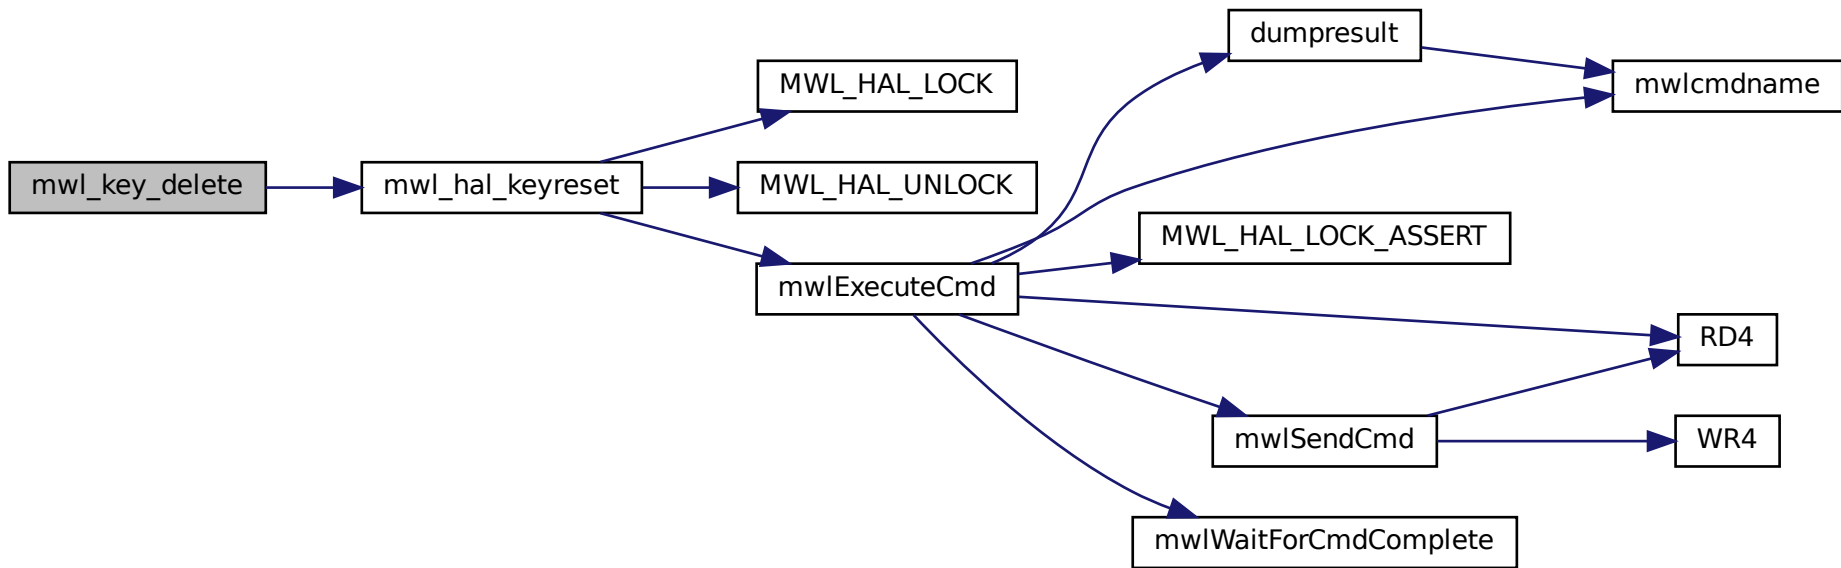 mwl_key_delete
mwl_hal_keyreset
MWL_HAL_LOCK
MWL_HAL_UNLOCK
mwlExecuteCmd
dumpresult
mwlcmdname
MWL_HAL_LOCK_ASSERT
RD4
mwlSendCmd
WR4
mwlWaitForCmdComplete